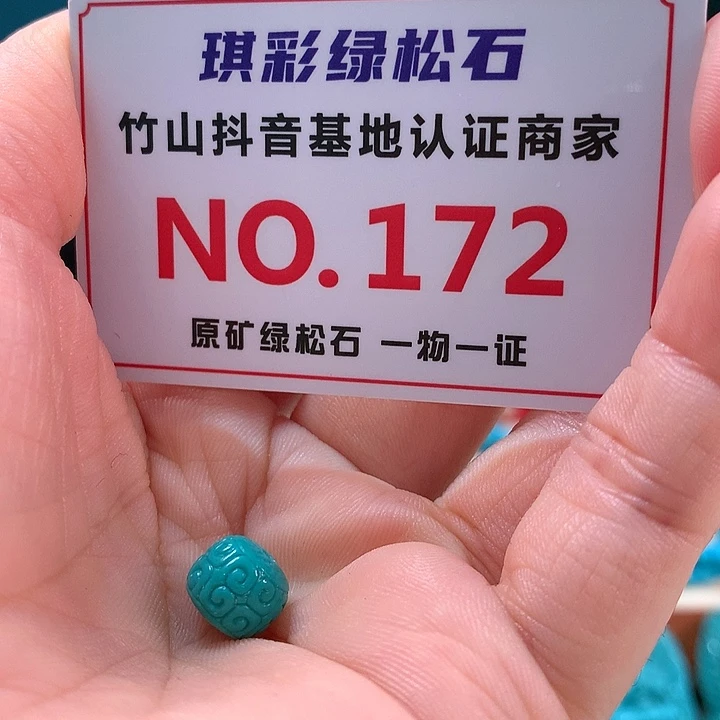 琪彩绿松石
竹山抖音基地认证商家
NO.172
原矿绿松石 一物一证